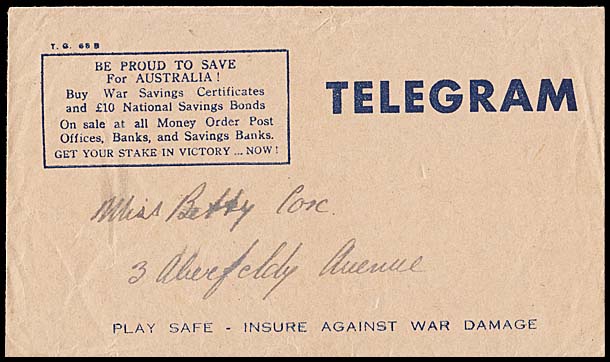 T. G. 68 B
BE PROUD TO SAVE
For AUSTRALIA !
Buy War Savings Certificates
and £10 National Savings Bonds
On sale at all Money Order Post
Offices, Banks, and Savings Banks.
GET YOUR STAKE IN VICTORY ... NOW !
TELEGRAM
Miss Betty Cox.
3 Aberfeldy Avenue
PLAY SAFE - INSURE AGAINST WAR DAMAGE